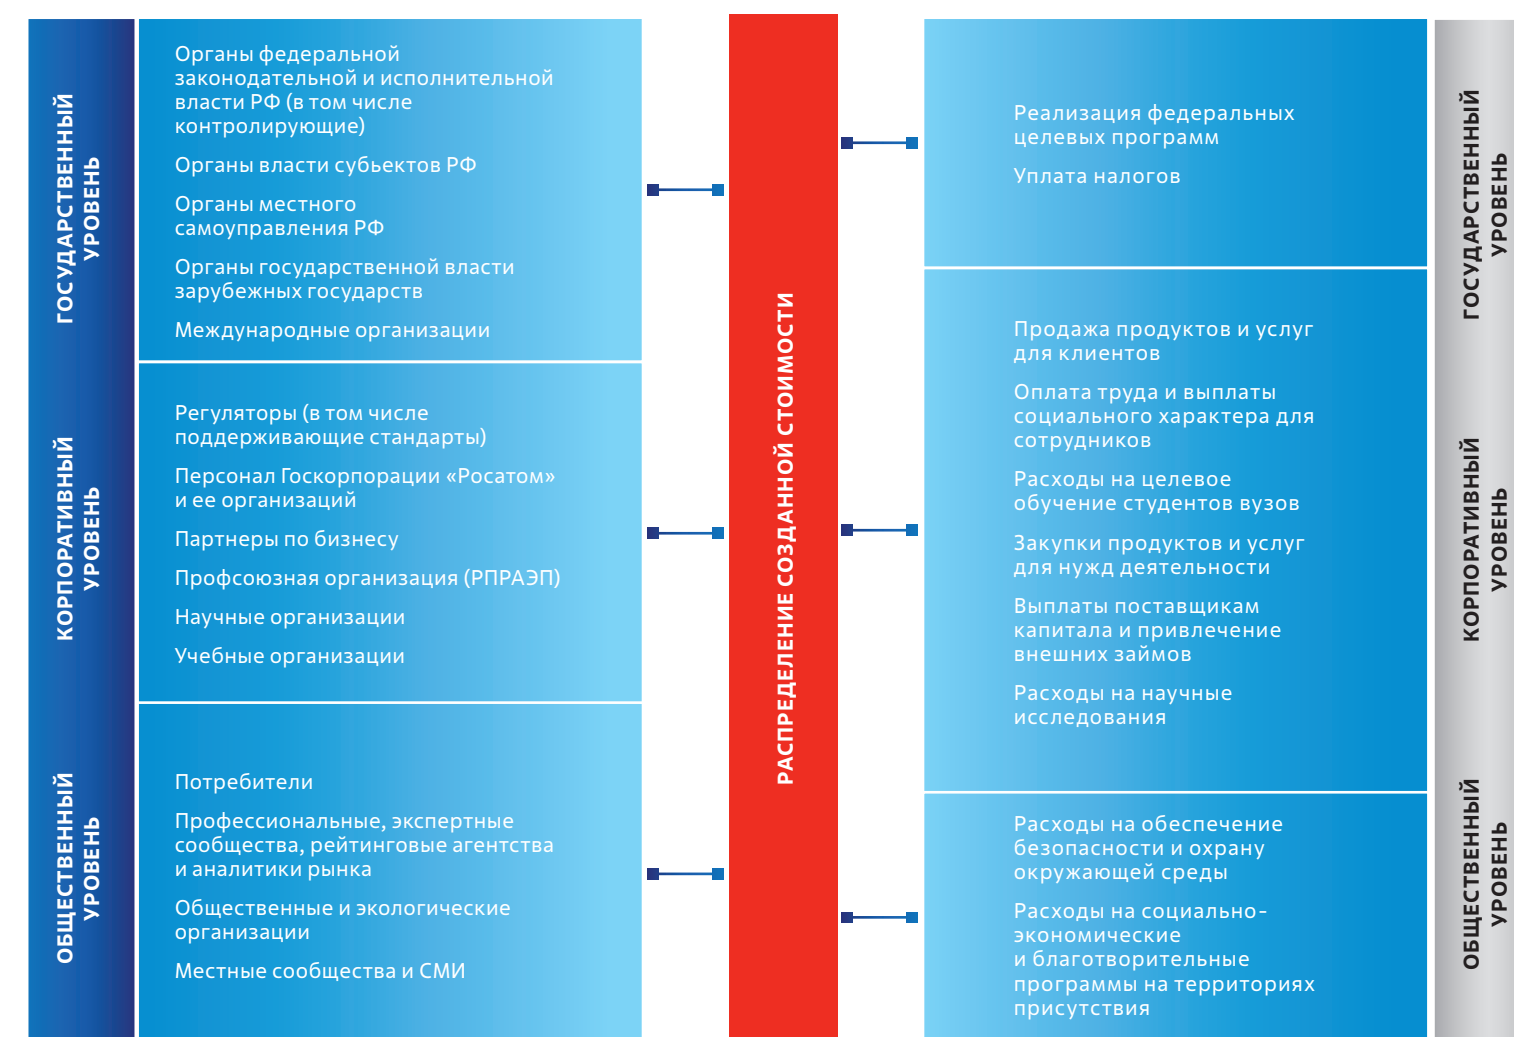 ГОСУДАРСТВЕННЫЙ
УРОВЕНЬ
Органы федеральной
законодательной и исполнительной
власти РФ (в том числе
контролирующие)
Органы власти субьектов РФ
Органы местного
самоуправления РФ
Органы государственной власти
зарубежных государств
Международные организации
КОРПОРАТИВНЫЙ
УРОВЕНЬ
Регуляторы (в том числе
поддерживающие стандарты)
Персонал Госкорпорации «Росатом»
и ее организаций
Партнеры по бизнесу
Профсоюзная организация (РПРАЭП)
Научные организации
Учебные организации
ОБЩЕСТВЕННЫЙ
УРОВЕНЬ
Потребители
Профессиональные, экспертные
сообщества, рейтинговые агентства
и аналитики рынка
Общественные и экологические
организации
Местные сообщества и СМИ
РАСПРЕДЕЛЕНИЕ СОЗДАННОЙ СТОИМОСТИ
Реализация федеральных
целевых программ
Уплата налогов
ГОСУДАРСТВЕННЫЙ
УРОВЕНЬ
Продажа продуктов и услуг
для клиентов
Оплата труда и выплаты
социального характера для
сотрудников
Расходы на целевое
обучение студентов вузов
Закупки продуктов и услуг
для нужд деятельности
Выплаты поставщикам
капитала и привлечение
внешних займов
Расходы на научные
исследования
КОРПОРАТИВНЫЙ
УРОВЕНЬ
Расходы на обеспечение
безопасности и охрану
окружающей среды
Расходы на социально-
экономические
и благотворительные
программы на территориях
присутствия
ОБЩЕСТВЕННЫЙ
УРОВЕНЬ